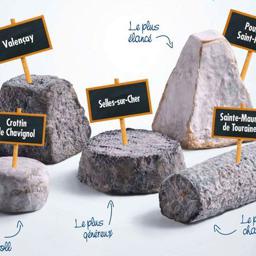 Valençay
Le plus
élancé
Selles-sur-Cher
Crottin
de Chavignol
Sainte-Maure
de Touraine
Le plus
généreux